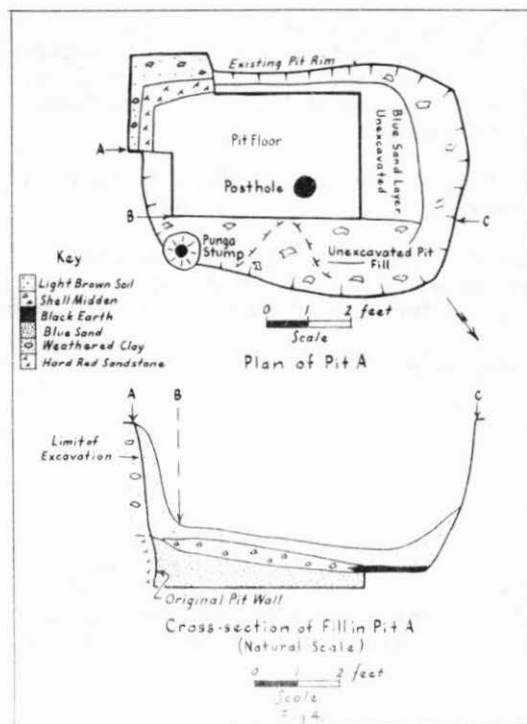 Existing Pit Rim
Pit Floor
Blue Sand Layer
Unexcavated
A
Posthole
B
C
Punga
Stump
Unexcavated Pit
Fill
Key
Light Brown Soil
Shell Midden
Black Earth
Blue Sand
Weathered Clay
Hard Red Sandstone
0 1 2 feet
Scale
Plan of Pit A
A
B
C
Limit of
Excavation
Original Pit Wall
Cross-section of Fill in Pit A
(Natural Scale)
0 1 2 feet
Scale